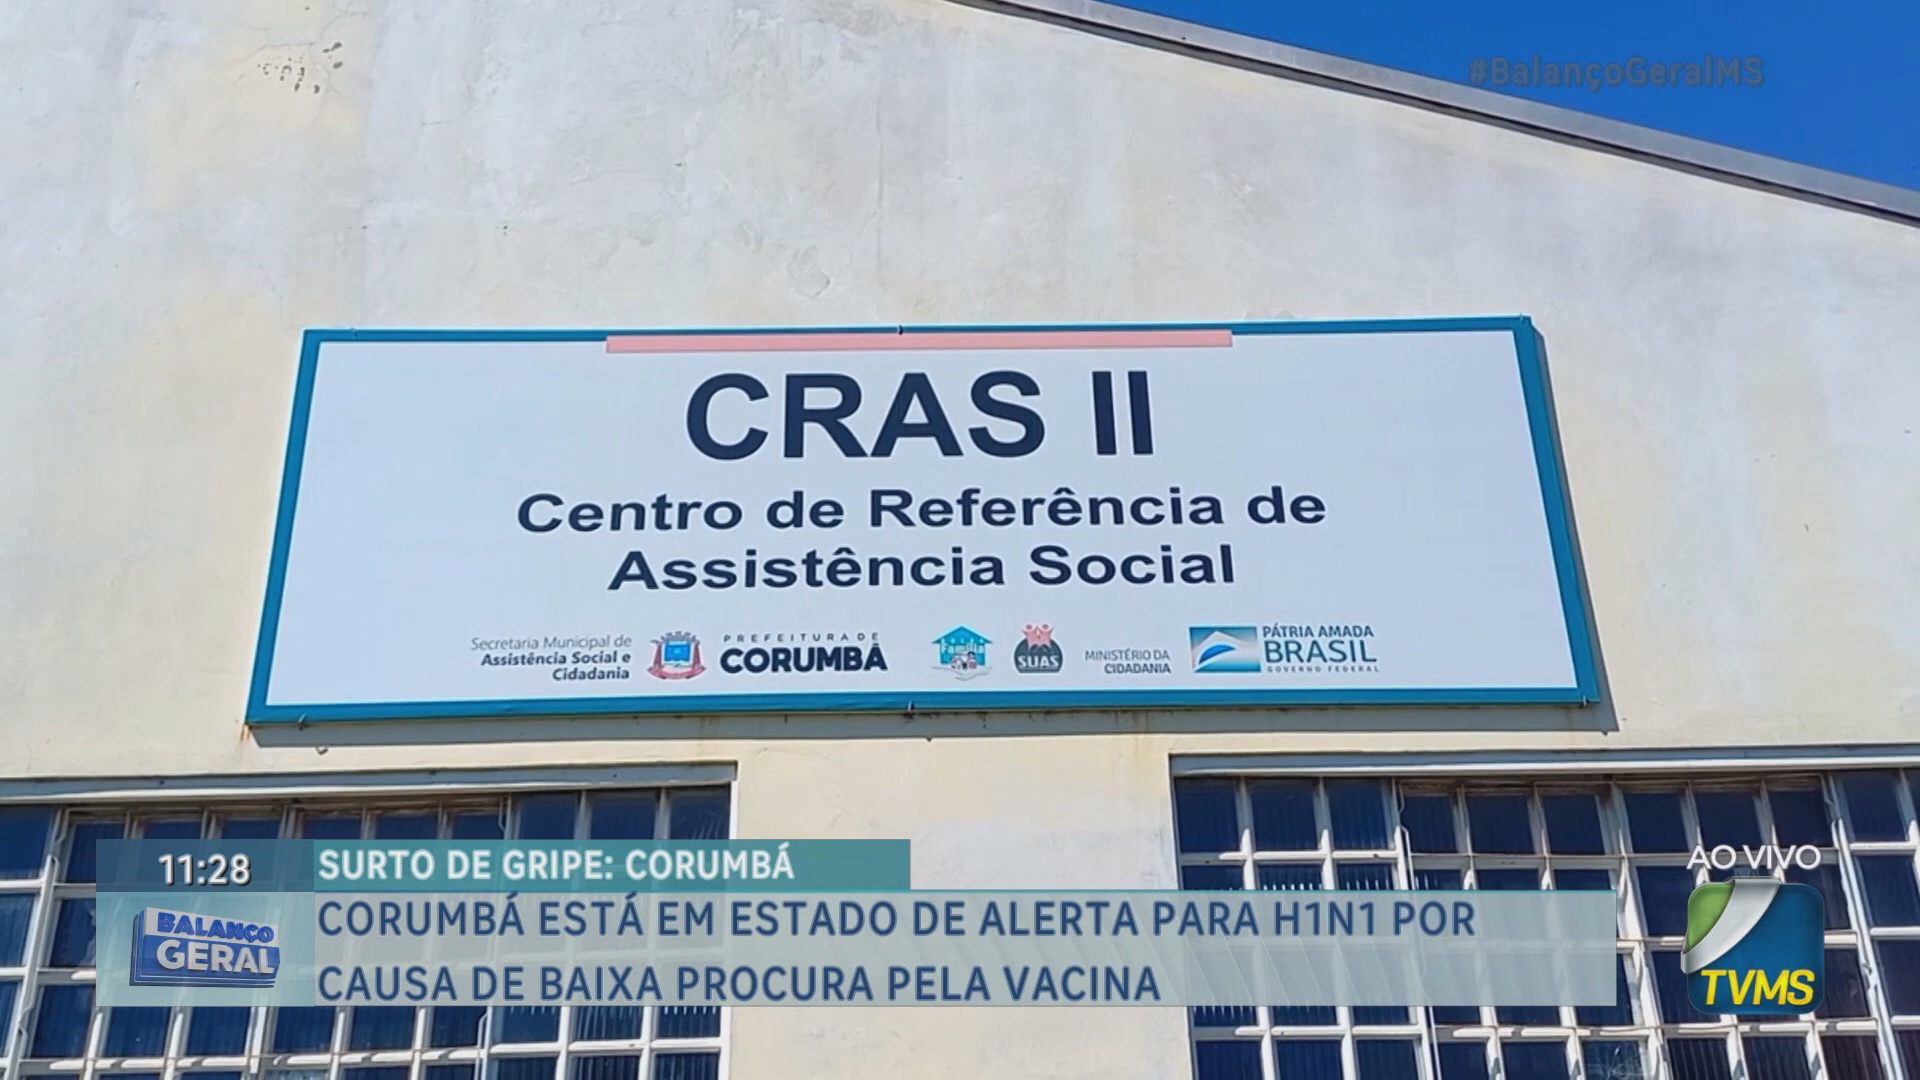 #BalançoGeralMS
CRAS II
Centro de Referência de
Assistência Social
Secretaria Municipal de
Assistência Social e
Cidadania
PREFEITURA DE
CORUMBÁ
Família
SUAS
MINISTÉRIO DA
CIDADANIA
PÁTRIA AMADA
BRASIL
GOVERNO FEDERAL
11:28
SURTO DE GRIPE: CORUMBÁ
BALANÇO
GERAL
CORUMBÁ ESTÁ EM ESTADO DE ALERTA PARA H1N1 POR
CAUSA DE BAIXA PROCURA PELA VACINA
AO VIVO
TVMS